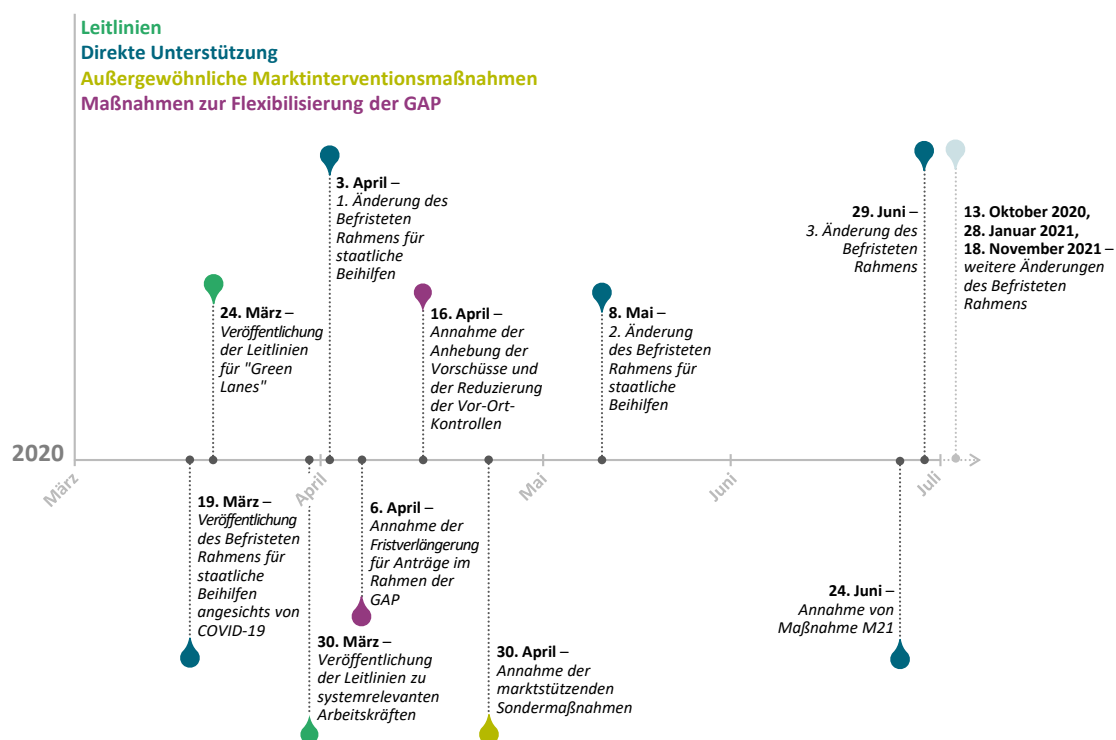 Leitlinien
Direkte Unterstützung
Außergewöhnliche Marktinterventionsmaßnahmen
Maßnahmen zur Flexibilisierung der GAP
3. April –
1. Änderung des
Befristeten
Rahmens für
staatliche
Beihilfen
29. Juni –
3. Änderung des
Befristeten
Rahmens
13. Oktober 2020,
28. Januar 2021,
18. November 2021 –
weitere Änderungen
des Befristeten
Rahmens
24. März –
Veröffentlichung
der Leitlinien
für "Green
Lanes"
16. April –
Annahme der
Anhebung der
Vorschüsse und
der Reduzierung
der Vor-Ort-
Kontrollen
8. Mai –
2. Änderung
des Befristeten
Rahmens für
staatliche
Beihilfen
2020
März
April
Mai
Juni
Juli
19. März –
Veröffentlichung
des Befristeten
Rahmens für
staatliche
Beihilfen
angesichts von
COVID-19
6. April –
Annahme der
Fristverlängerung
für Anträge im
Rahmen der
GAP
24. Juni –
Annahme von
Maßnahme M21
30. März –
Veröffentlichung
der Leitlinien zu
systemrelevanten
Arbeitskräften
30. April –
Annahme der
marktstützenden
Sondermaßnahmen